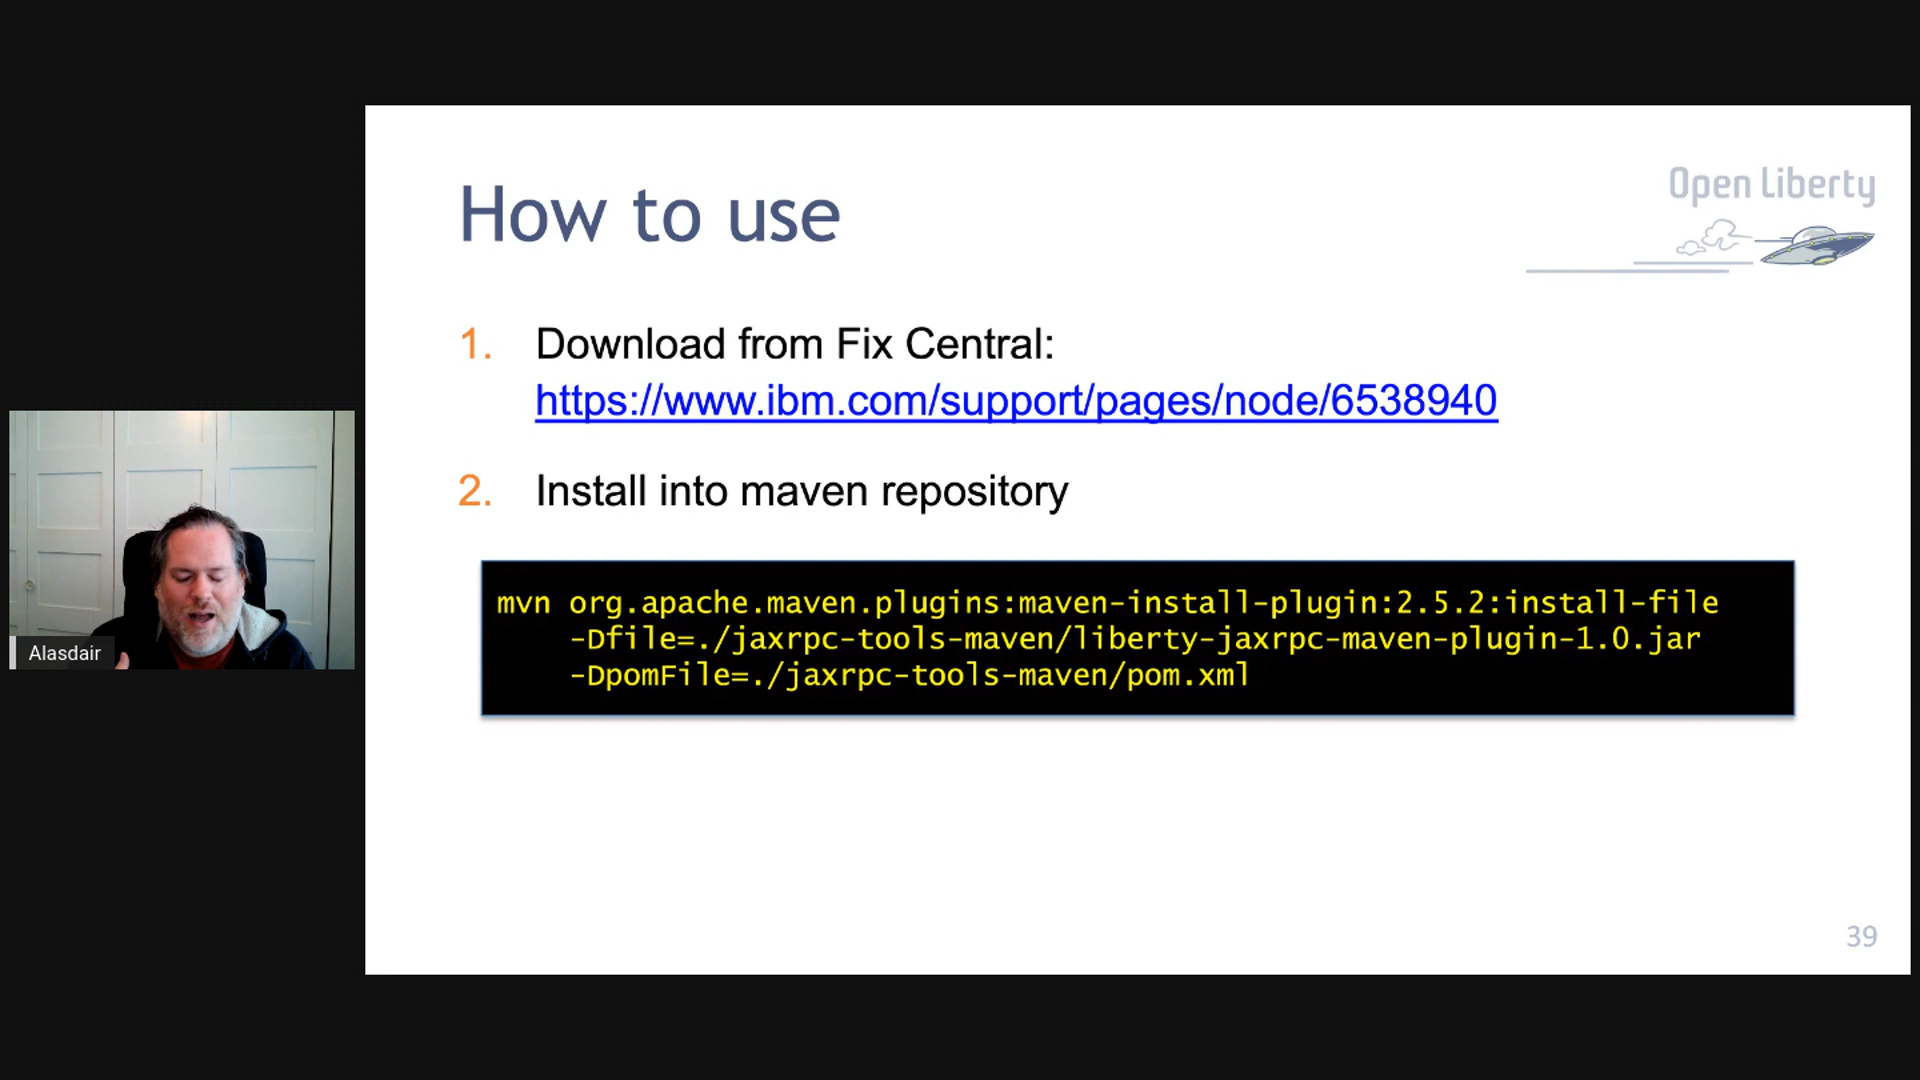 Open Liberty
How to use
1. Download from Fix Central:
https://www.ibm.com/support/pages/node/6538940
2. Install into maven repository
mvn org.apache.maven.plugins:maven-install-plugin:2.5.2:install-file
-Dfile=./jaxrpc-tools-maven/liberty-jaxrpc-maven-plugin-1.0.jar
-DpomFile=./jaxrpc-tools-maven/pom.xml
Alasdair
39